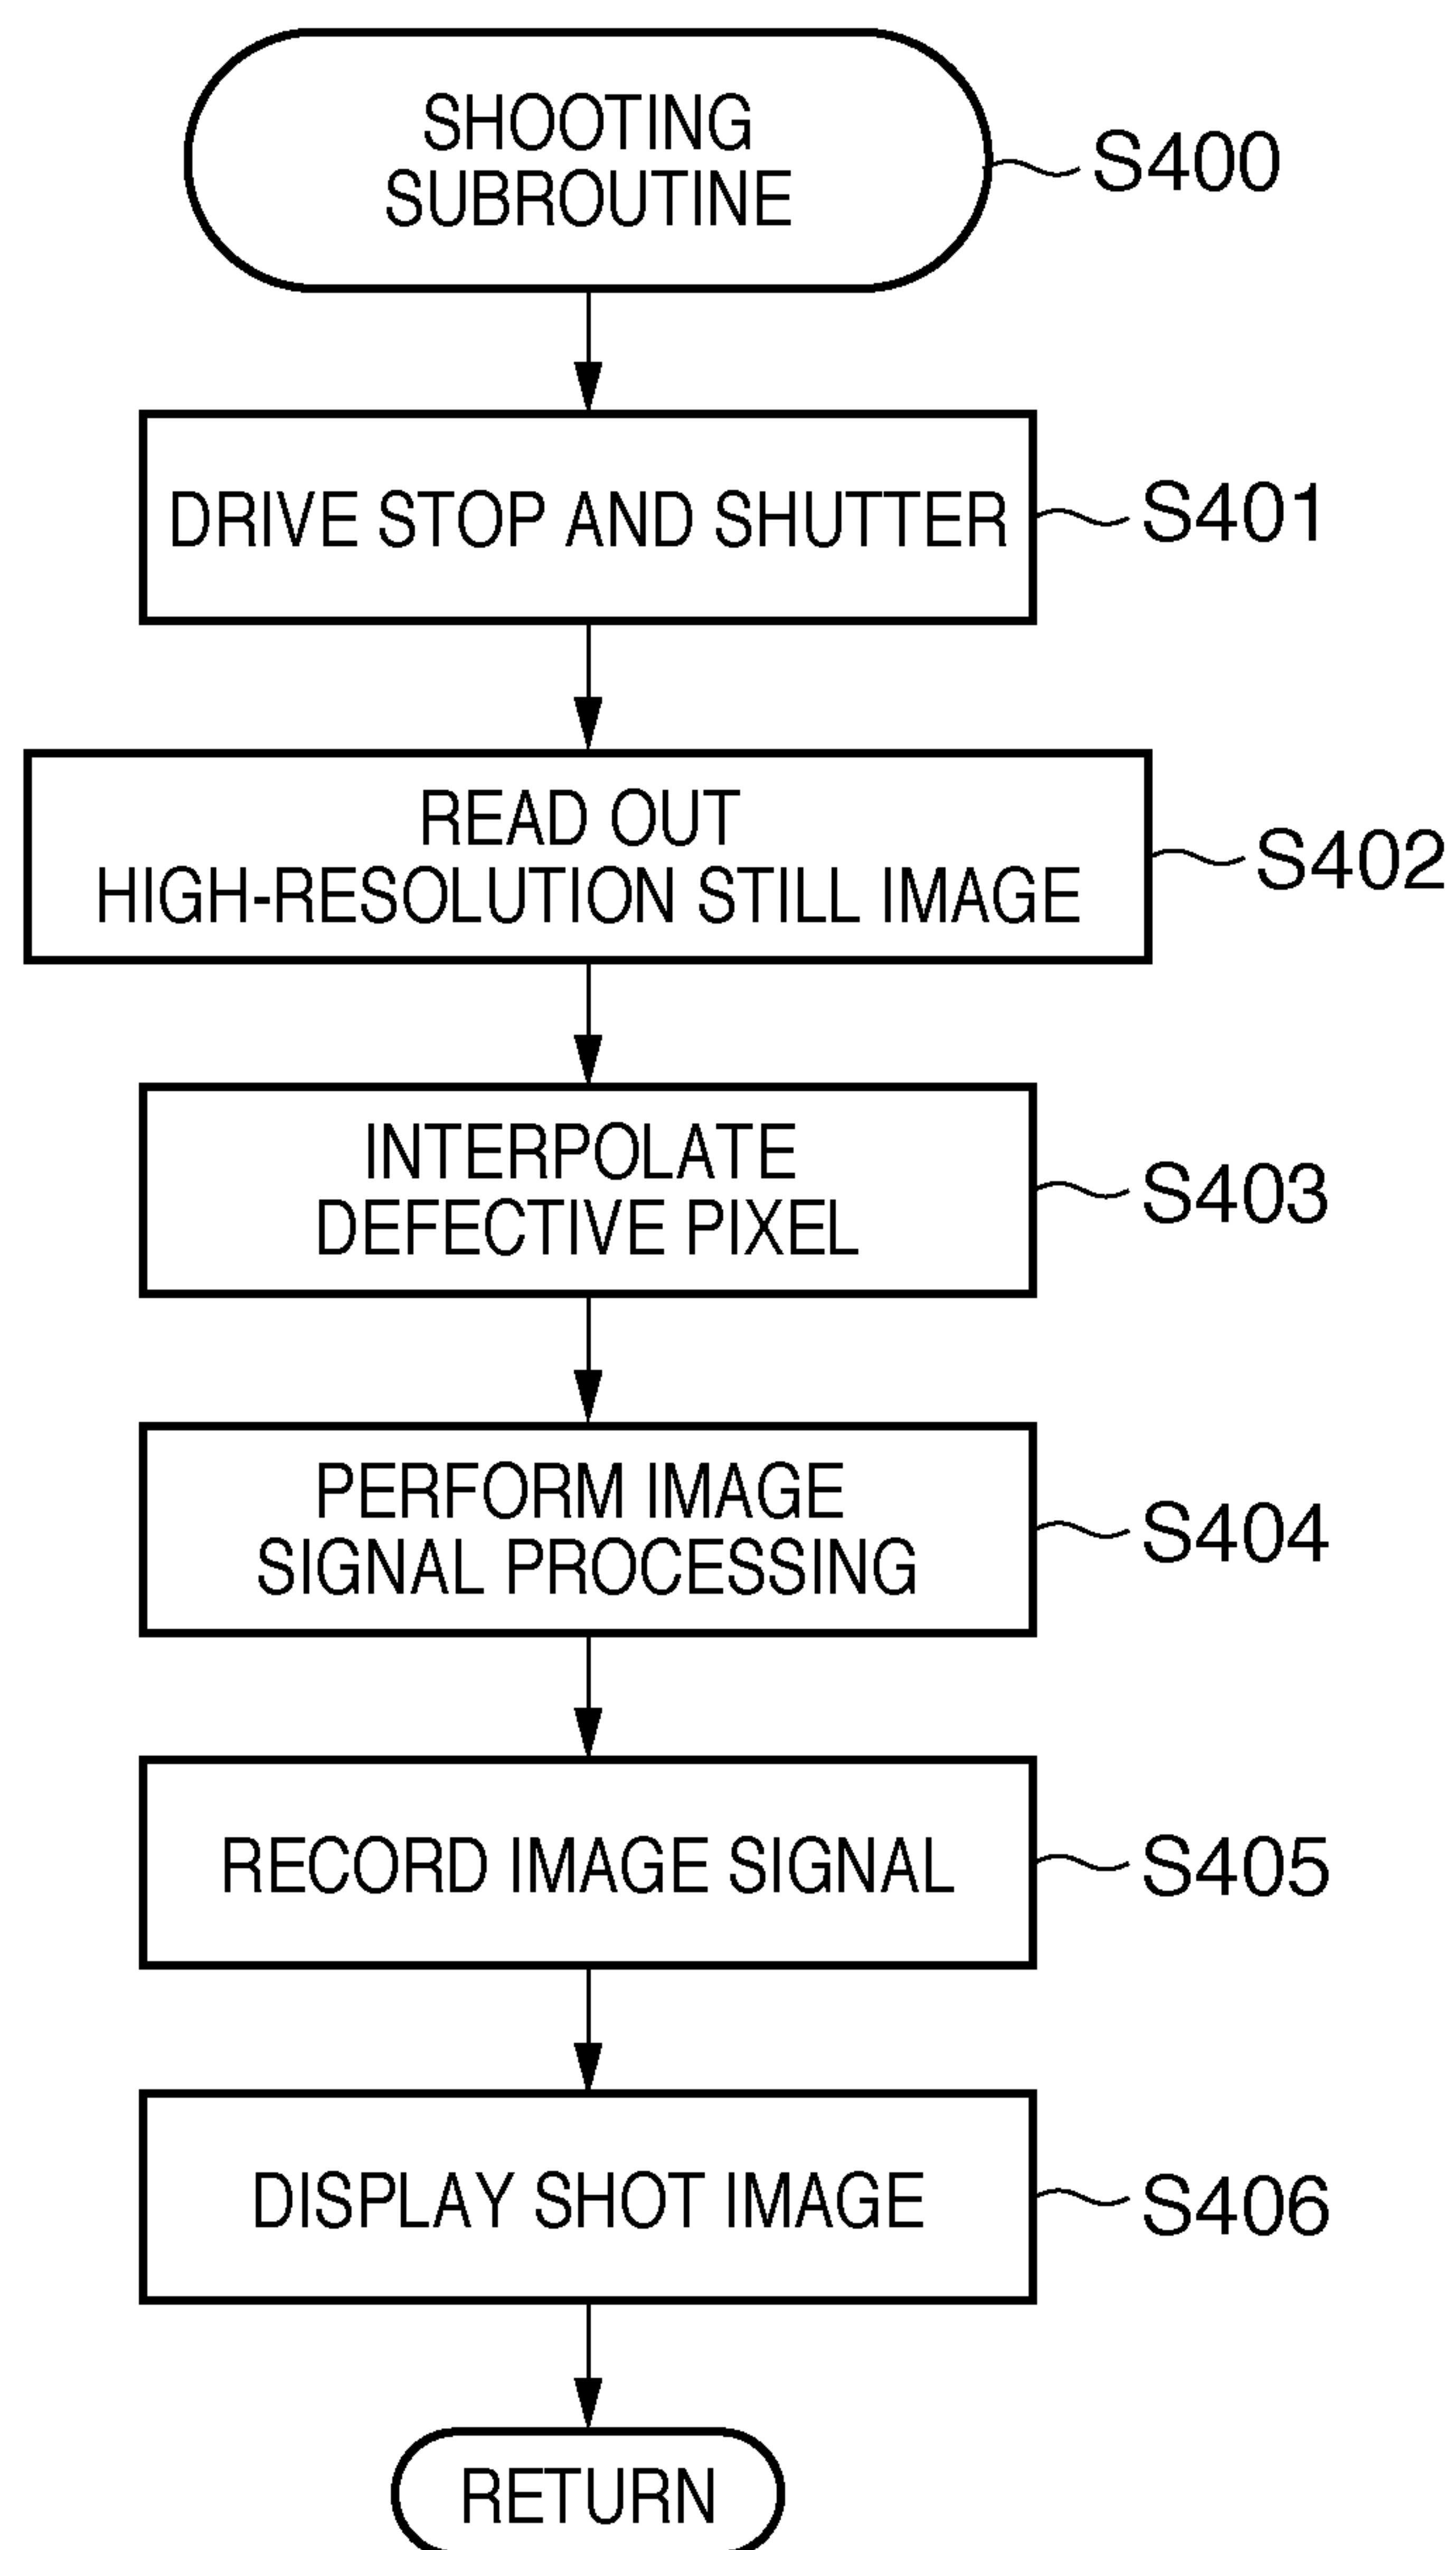 SHOOTING
SUBROUTINE
S400
DRIVE STOP AND SHUTTER
S401
READ OUT
HIGH-RESOLUTION STILL IMAGE
S402
INTERPOLATE
DEFECTIVE PIXEL
S403
PERFORM IMAGE
SIGNAL PROCESSING
S404
RECORD IMAGE SIGNAL
S405
DISPLAY SHOT IMAGE
S406
RETURN